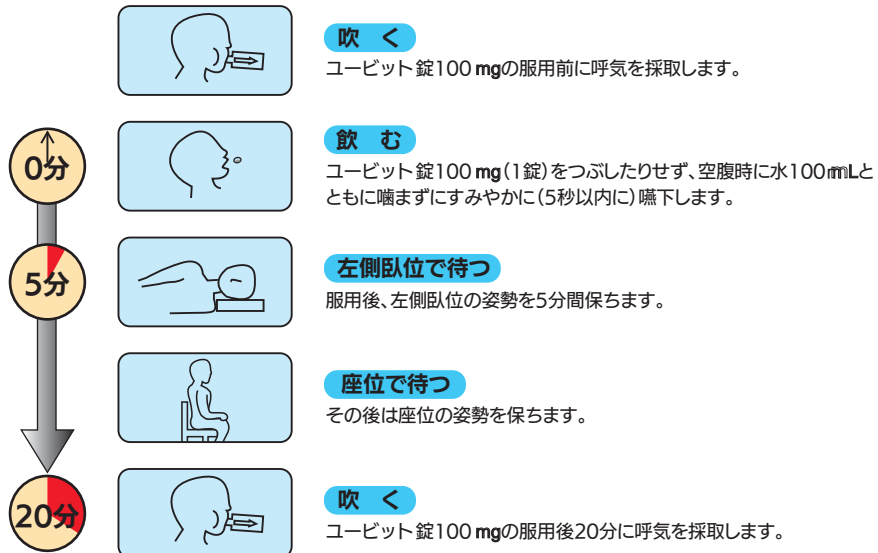 吹 く
ユービット錠100 mgの服用前に呼気を採取します。
0分
飲 む
ユービット錠100 mg(1錠)をつぶしたりせず、空腹時に水100mLと
ともに噛まずにすみやかに(5秒以内に)嚥下します。
5分
左側臥位で待つ
服用後、左側臥位の姿勢を5分間保ちます。
座位で待つ
その後は座位の姿勢を保ちます。
20分
吹 く
ユービット錠100 mgの服用後20分に呼気を採取します。